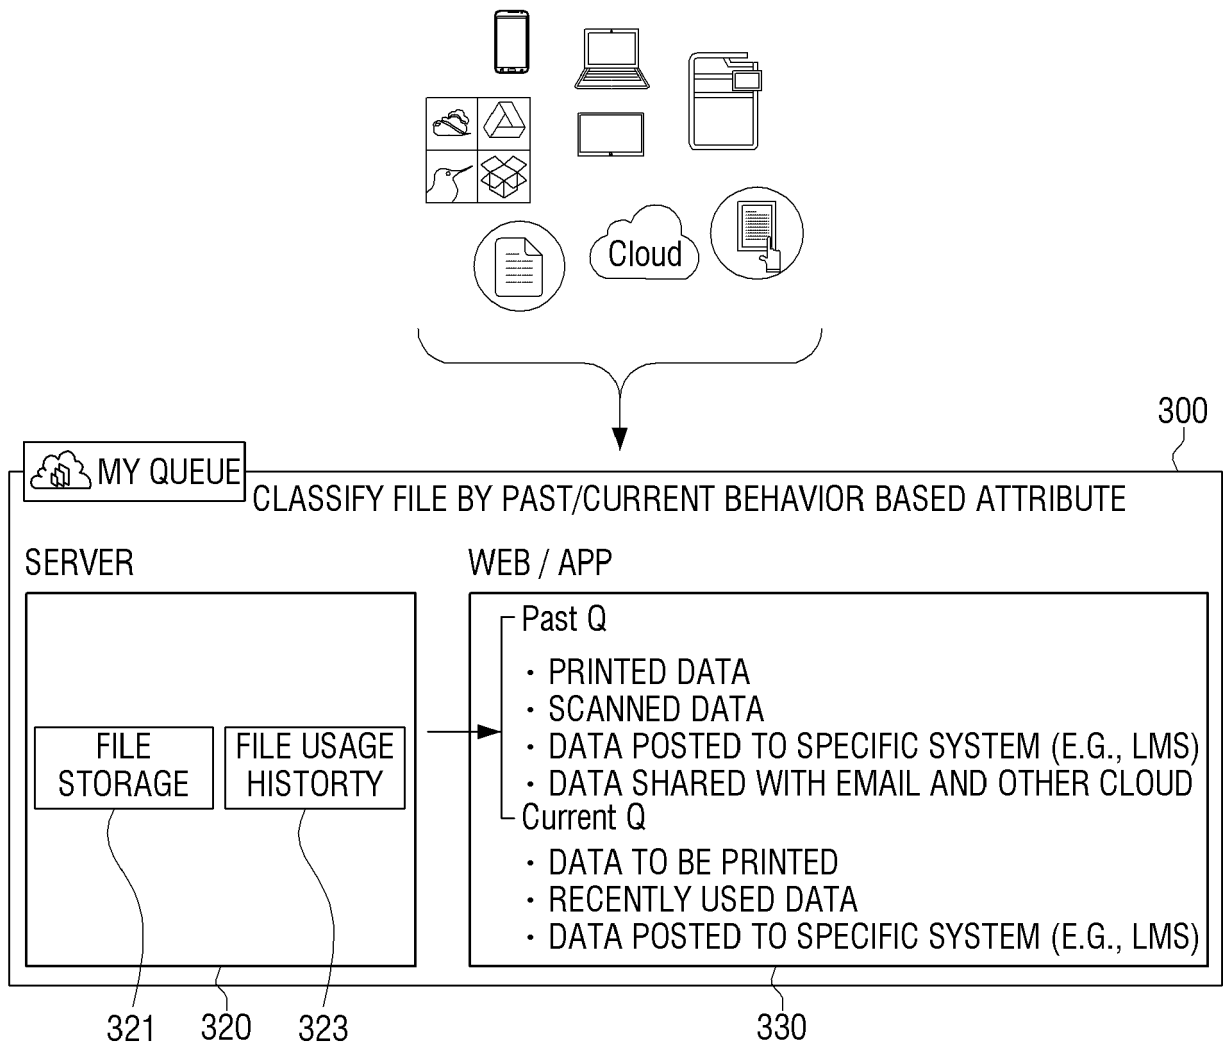 Cloud
300
MY QUEUE
CLASSIFY FILE BY PAST/CURRENT BEHAVIOR BASED ATTRIBUTE
SERVER
WEB / APP
FILE
STORAGE
FILE USAGE
HISTORTY
Past Q
· PRINTED DATA
· SCANNED DATA
· DATA POSTED TO SPECIFIC SYSTEM (E.G., LMS)
· DATA SHARED WITH EMAIL AND OTHER CLOUD
Current Q
· DATA TO BE PRINTED
· RECENTLY USED DATA
· DATA POSTED TO SPECIFIC SYSTEM (E.G., LMS)
321
320
323
330